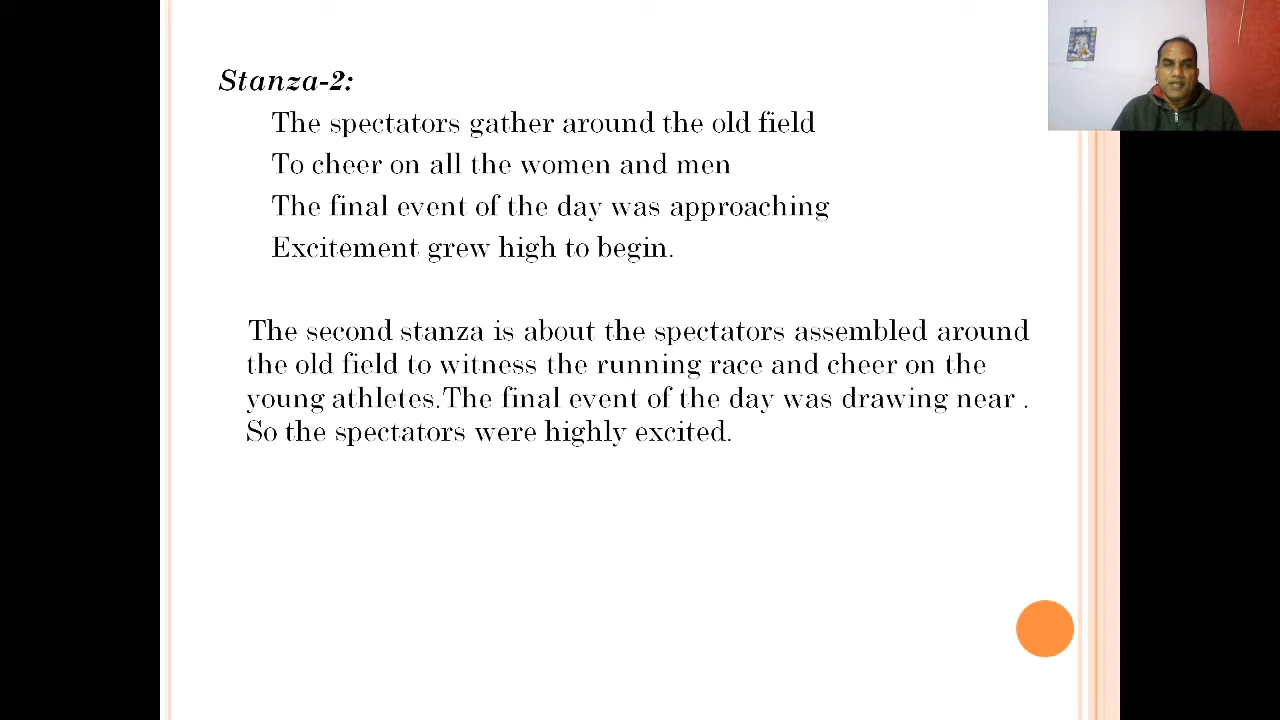 Stanza-2:
The spectators gather around the old field
To cheer on all the women and men
The final event of the day was approaching
Excitement grew high to begin.
The second stanza is about the spectators assembled around
the old field to witness the running race and cheer on the
young athletes.The final event of the day was drawing near .
So the spectators were highly excited.